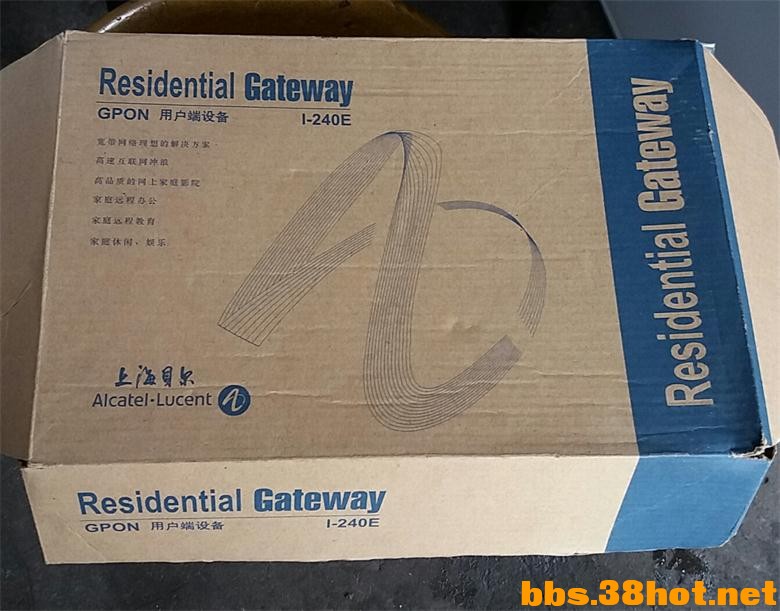 Residential Gateway
GPON 用户端设备 I-240E
宽带网络理想的解决方案
高速互联网冲浪
高品质的网上家庭影院
家庭远程办公
家庭远程教育
家庭休闲、娱乐
上海贝尔
Alcatel·Lucent
Residential Gateway
Residential Gateway
GPON 用户端设备 I-240E
bbs.38hot.net